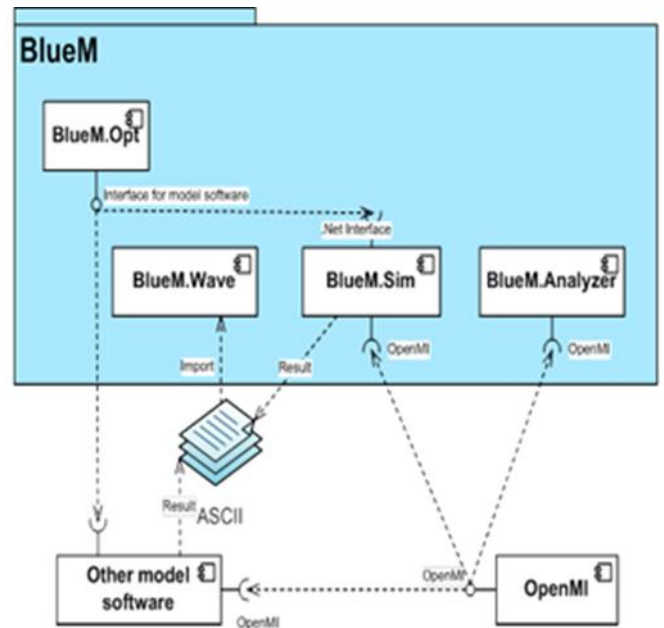 BlueM
BlueM.Opt
Interface for model software
.Net Interface
BlueM.Wave
BlueM.Sim
BlueM.Analyzer
OpenMI
OpenMI
Import
Result
Result
ASCII
Other model
software
OpenMI
OpenMI
OpenMI